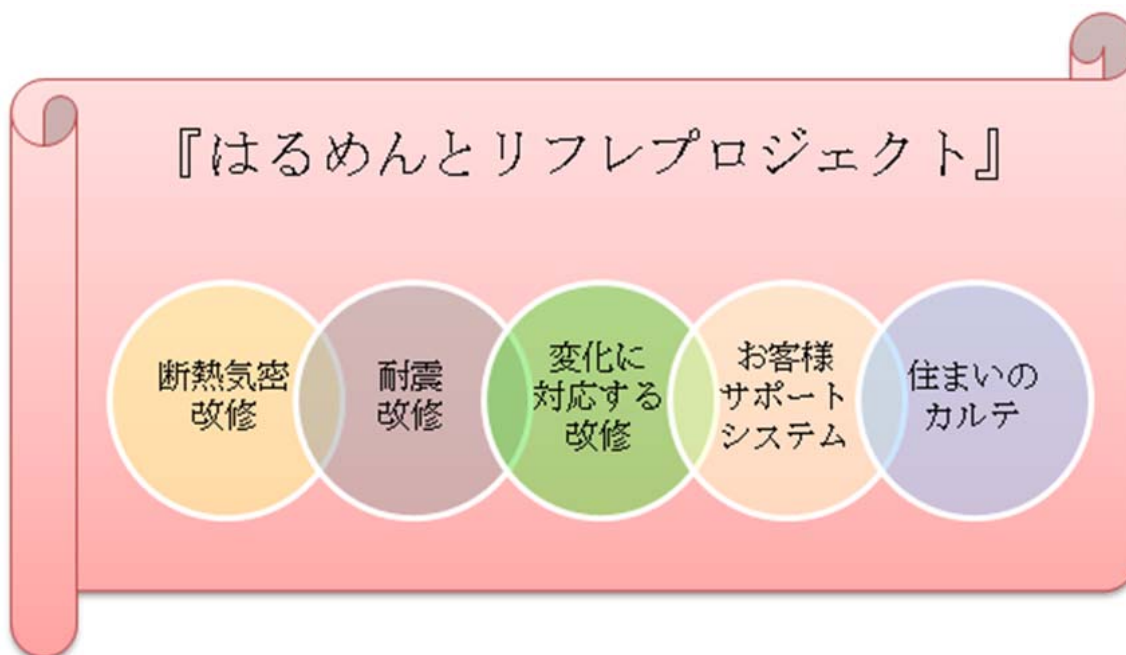 『はるめんとリフレプロジェクト』
断熱気密
改修
耐震
改修
変化に
対応する
改修
お客様
サポート
システム
住まいの
カルテ